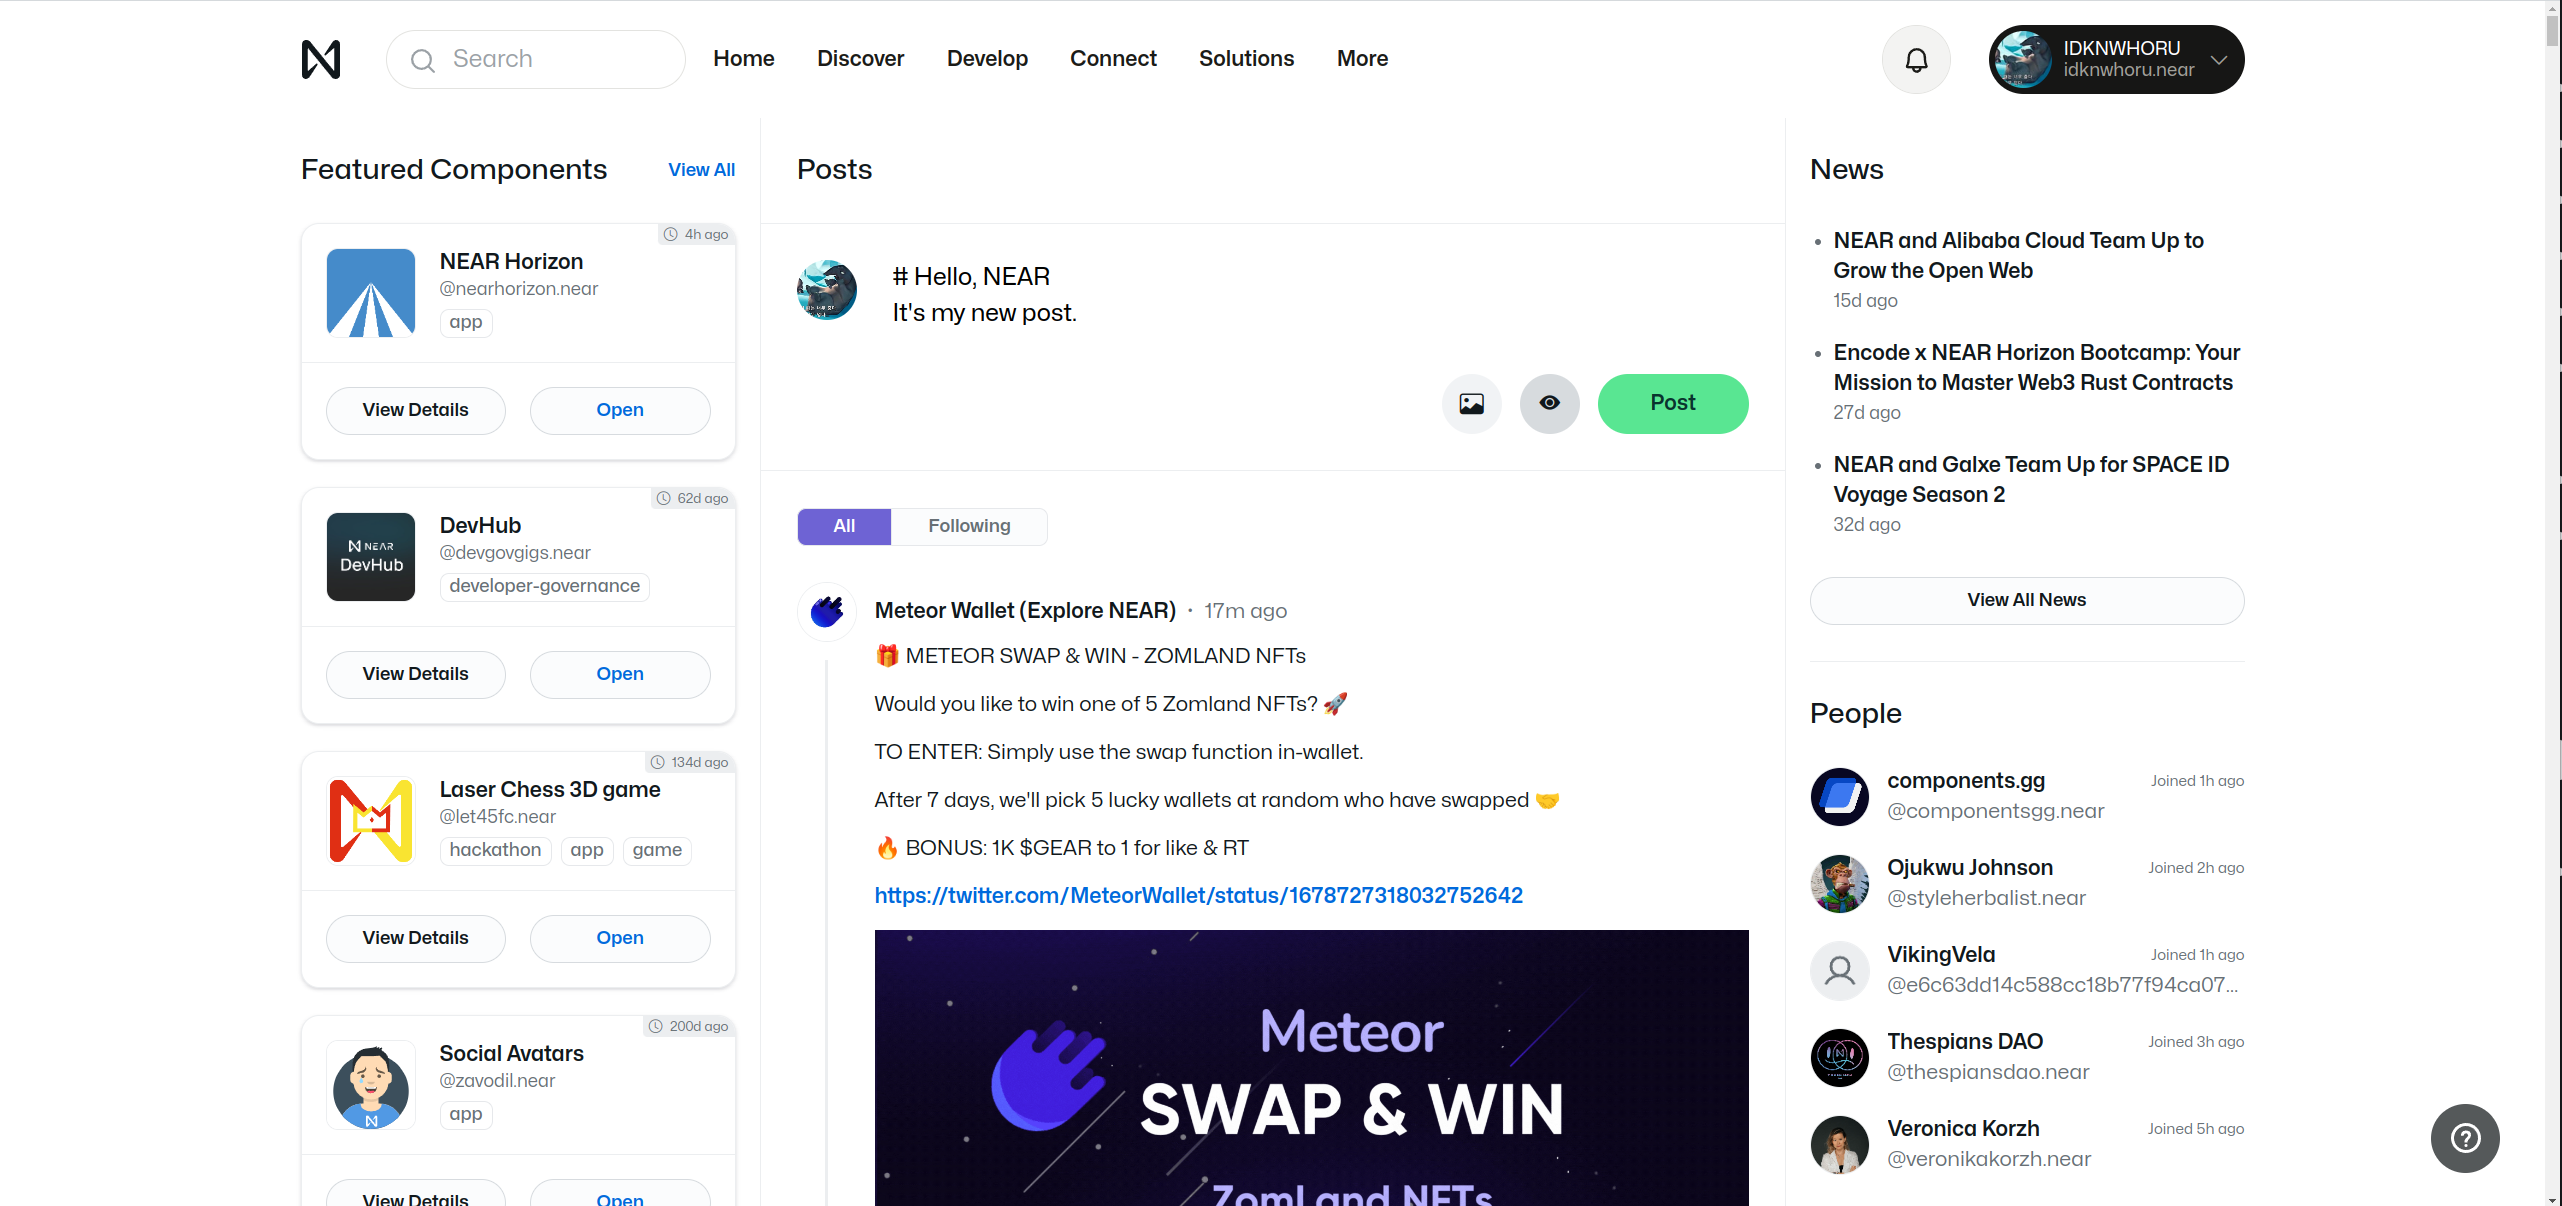 Search
Home
Discover
Develop
Connect
Solutions
More
IDKNWHORU
idknwhoru.near
Featured Components
View All
4h ago
NEAR Horizon
@nearhorizon.near
app
View Details
Open
62d ago
NEAR
DevHub
DevHub
@devgovgigs.near
developer-governance
View Details
Open
134d ago
Laser Chess 3D game
@let45fc.near
hackathon
app
game
View Details
Open
200d ago
Social Avatars
@zavodil.near
app
View Details
Open
Posts
# Hello, NEAR
It's my new post.
Post
All
Following
Meteor Wallet (Explore NEAR) · 17m ago
🎁 METEOR SWAP & WIN - ZOMLAND NFTs
Would you like to win one of 5 Zomland NFTs? 🚀
TO ENTER: Simply use the swap function in-wallet.
After 7 days, we'll pick 5 lucky wallets at random who have swapped 🤝
🔥 BONUS: 1K $GEAR to 1 for like & RT
https://twitter.com/MeteorWallet/status/1678727318032752642
Meteor
SWAP & WIN
ZomLand NFTs
News
NEAR and Alibaba Cloud Team Up to
Grow the Open Web
15d ago
Encode x NEAR Horizon Bootcamp: Your
Mission to Master Web3 Rust Contracts
27d ago
NEAR and Galxe Team Up for SPACE ID
Voyage Season 2
32d ago
View All News
People
components.gg
Joined 1h ago
@componentsgg.near
Ojukwu Johnson
Joined 2h ago
@styleherbalist.near
VikingVela
Joined 1h ago
@e6c63dd14c588cc18b77f94ca07...
Thespians DAO
Joined 3h ago
@thespiansdao.near
Veronica Korzh
Joined 5h ago
@veronikakorzh.near